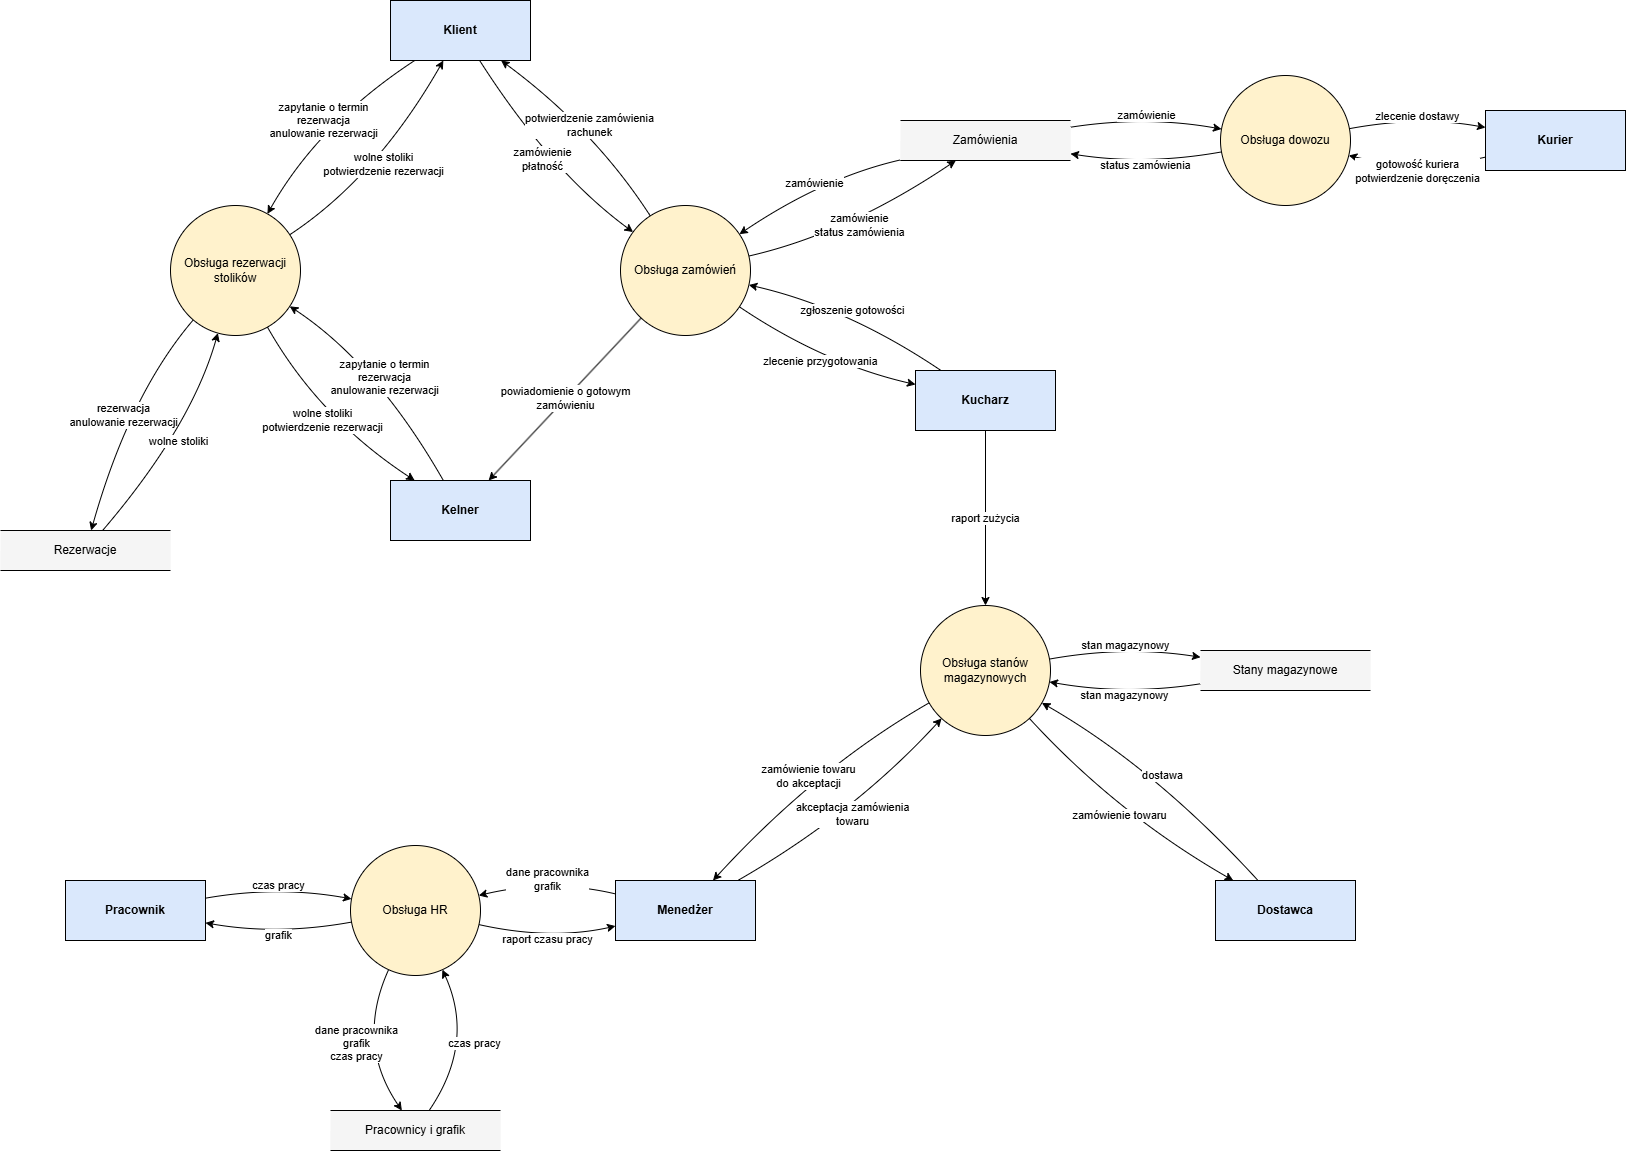 Klient
zapytanie o termin
rezerwacja
anulowanie rezerwacji
wolne stoliki
potwierdzenie rezerwacji
potwierdzenie zamówienia
rachunek
zamówienie
płatność
Zamówienia
zamówienie
status zamówienia
Obsługa dowozu
zlecenie dostawy
gotowość kuriera
potwierdzenie doręczenia
Kurier
zamówienie
zamówienie
status zamówienia
Obsługa rezerwacji
stolików
Obsługa zamówień
zgłoszenie gotowości
zlecenie przygotowania
Kucharz
zapytanie o termin
rezerwacja
anulowanie rezerwacji
wolne stoliki
potwierdzenie rezerwacji
powiadomienie o gotowym
zamówieniu
rezerwacja
anulowanie rezerwacji
wolne stoliki
Kelner
Rezerwacje
raport zużycia
Obsługa stanów
magazynowych
stan magazynowy
stan magazynowy
Stany magazynowe
zamówienie towaru
do akceptacji
akceptacja zamówienia
towaru
dostawa
zamówienie towaru
Pracownik
czas pracy
grafik
Obsługa HR
dane pracownika
grafik
raport czasu pracy
Menedżer
Dostawca
dane pracownika
grafik
czas pracy
czas pracy
Pracownicy i grafik